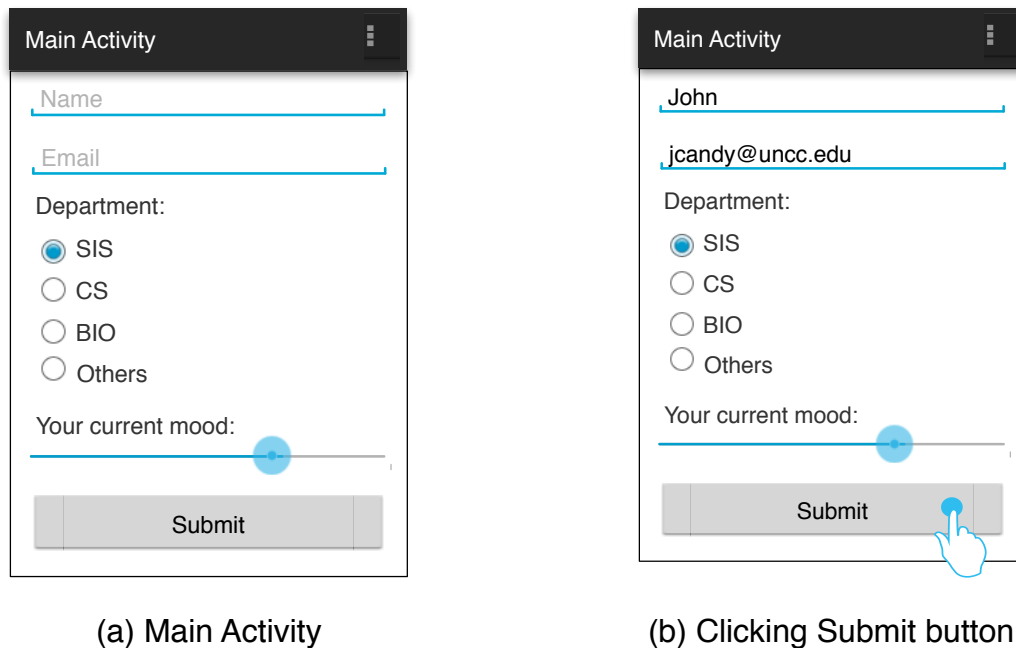 Main Activity
Name
Email
Department:
SIS
CS
BIO
Others
Your current mood:
Submit
(a) Main Activity
Main Activity
John
jcandy@uncc.edu
Department:
SIS
CS
BIO
Others
Your current mood:
Submit
(b) Clicking Submit button